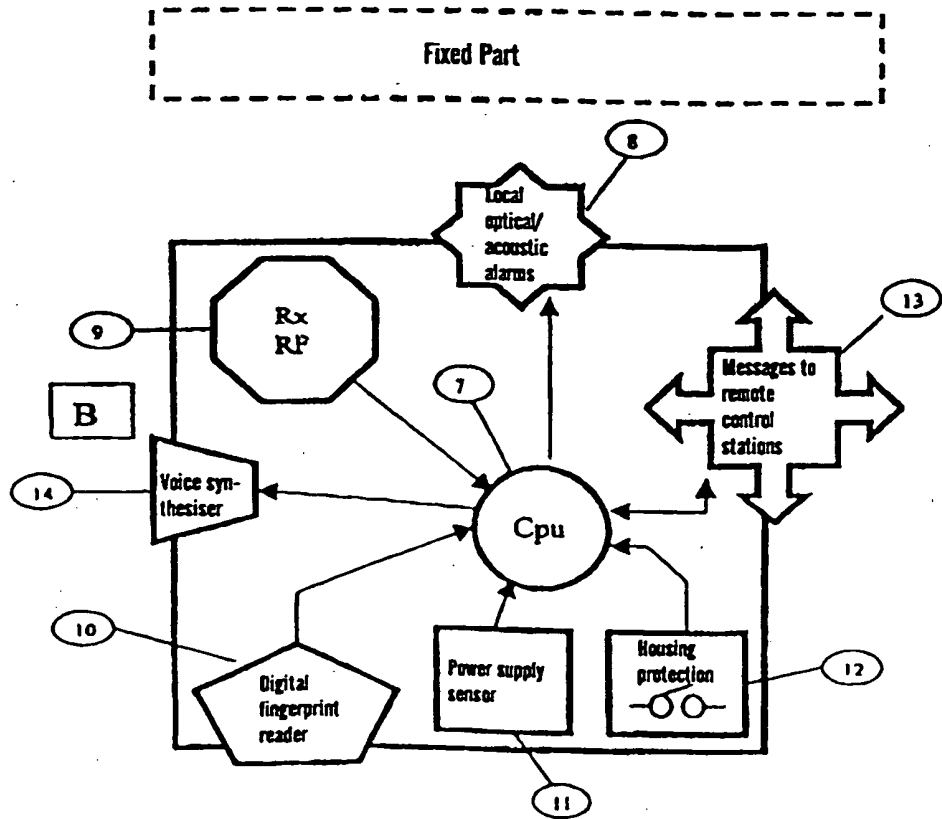 Fixed Part
8
Local
optical/
acoustic
alarms
Rx
RF
9
13
Messages to
remote
control
stations
7
B
Voice syn-
thesiser
14
Cpu
10
Digital
fingerprint
reader
Power supply
sensor
Housing
protection
12
11